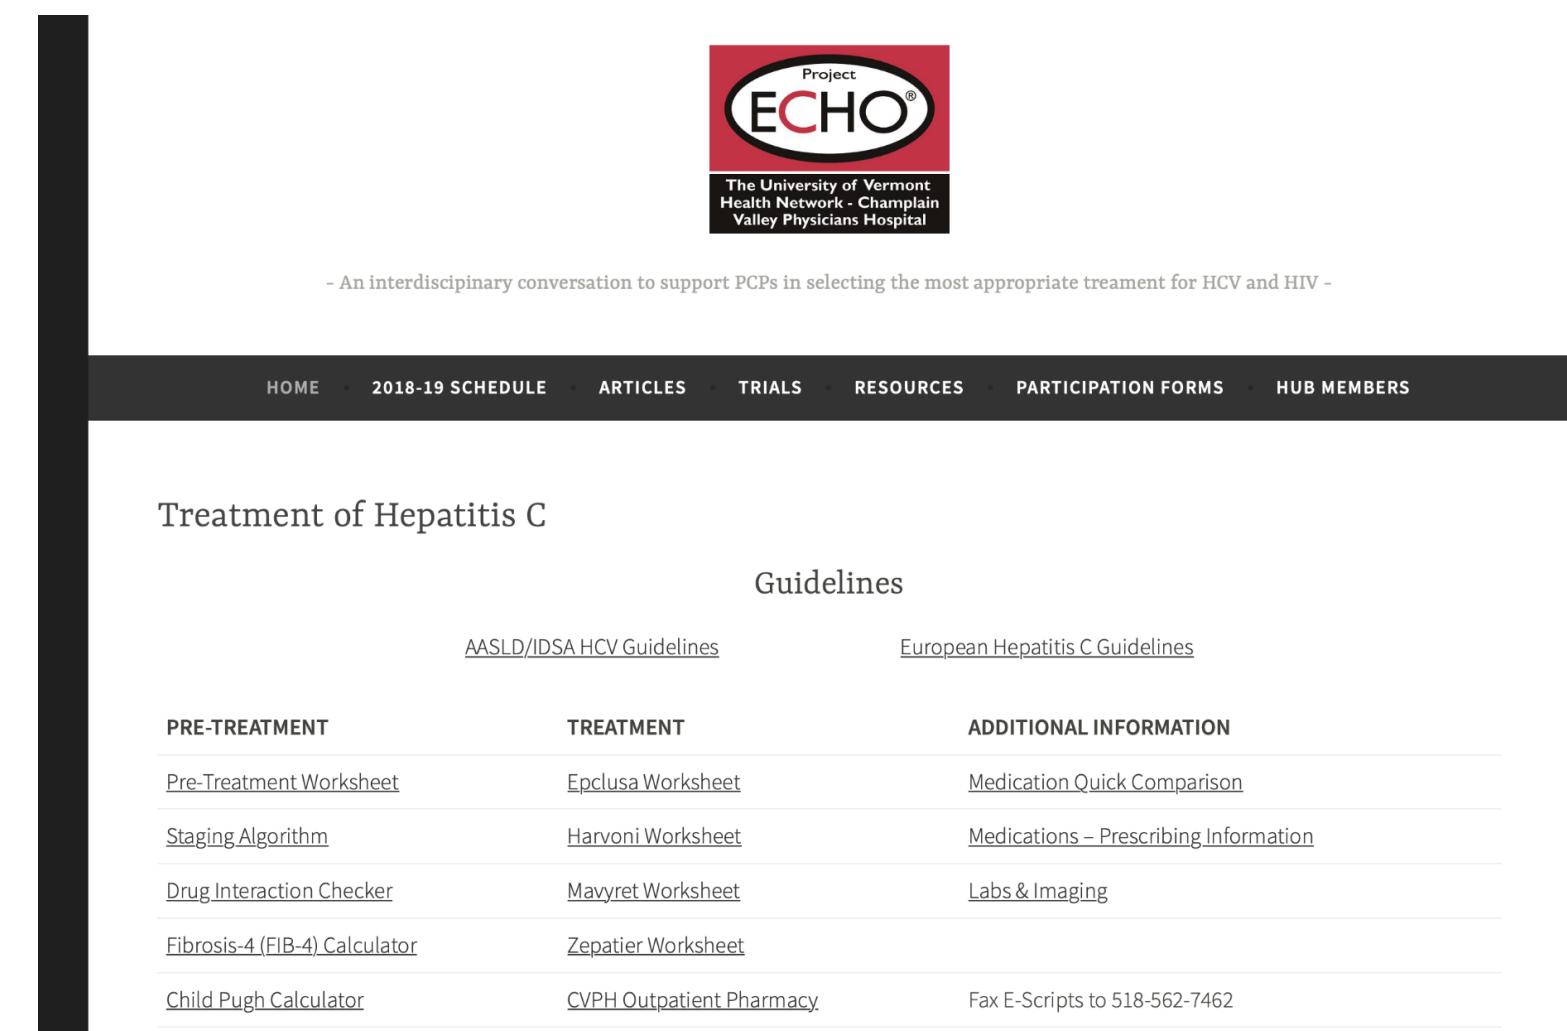 Project
ECHO®
The University of Vermont
Health Network - Champlain
Valley Physicians Hospital
- An interdiscipinary conversation to support PCPs in selecting the most appropriate treament for HCV and HIV -
HOME • 2018-19 SCHEDULE • ARTICLES • TRIALS • RESOURCES • PARTICIPATION FORMS • HUB MEMBERS
Treatment of Hepatitis C
Guidelines
AASLD/IDSA HCV Guidelines European Hepatitis C Guidelines
PRE-TREATMENT TREATMENT ADDITIONAL INFORMATION
Pre-Treatment Worksheet Epclusa Worksheet Medication Quick Comparison
Staging Algorithm Harvoni Worksheet Medications – Prescribing Information
Drug Interaction Checker Mavyret Worksheet Labs & Imaging
Fibrosis-4 (FIB-4) Calculator Zepatier Worksheet
Child Pugh Calculator CVPH Outpatient Pharmacy Fax E-Scripts to 518-562-7462